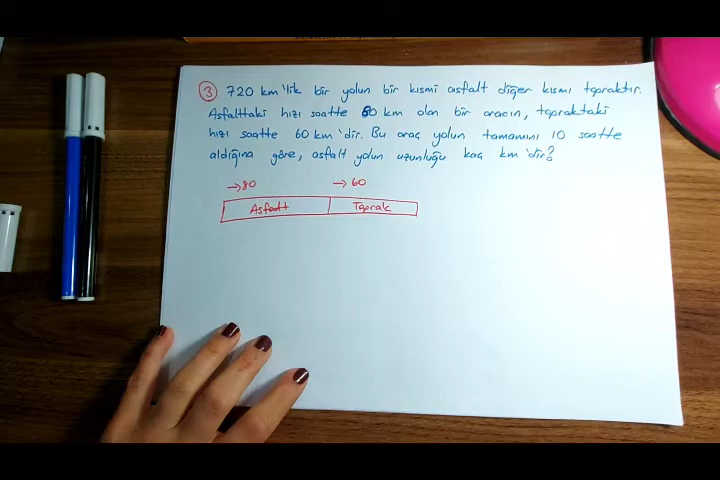 3 720 km'lik bir yolun bir kısmı asfalt diğer kısmı topraktır.
Asfalttaki hızı saatte 80 km olan bir aracın, topraktaki
hızı saatte 60 km'dir. Bu araç yolun tamamını 10 saatte
aldığına göre, asfalt yolun uzunluğu kaç km'dir?
→80 →60
Asfalt Toprak